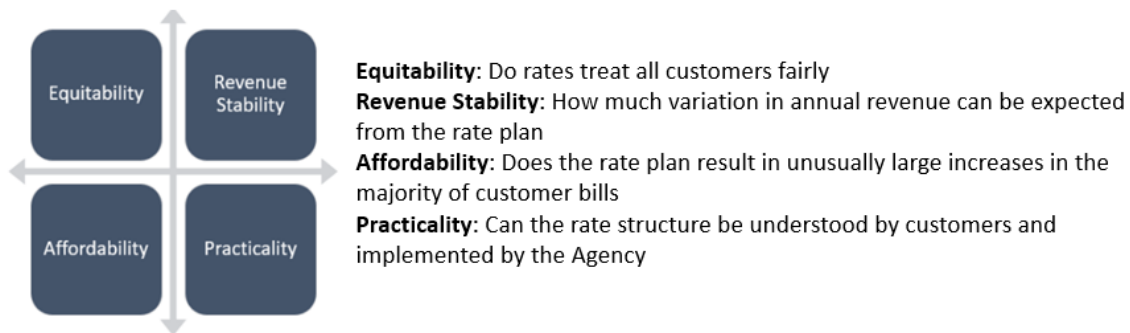 Equitability
Revenue
Stability
Affordability
Practicality
Equitability: Do rates treat all customers fairly
Revenue Stability: How much variation in annual revenue can be expected
from the rate plan
Affordability: Does the rate plan result in unusually large increases in the
majority of customer bills
Practicality: Can the rate structure be understood by customers and
implemented by the Agency